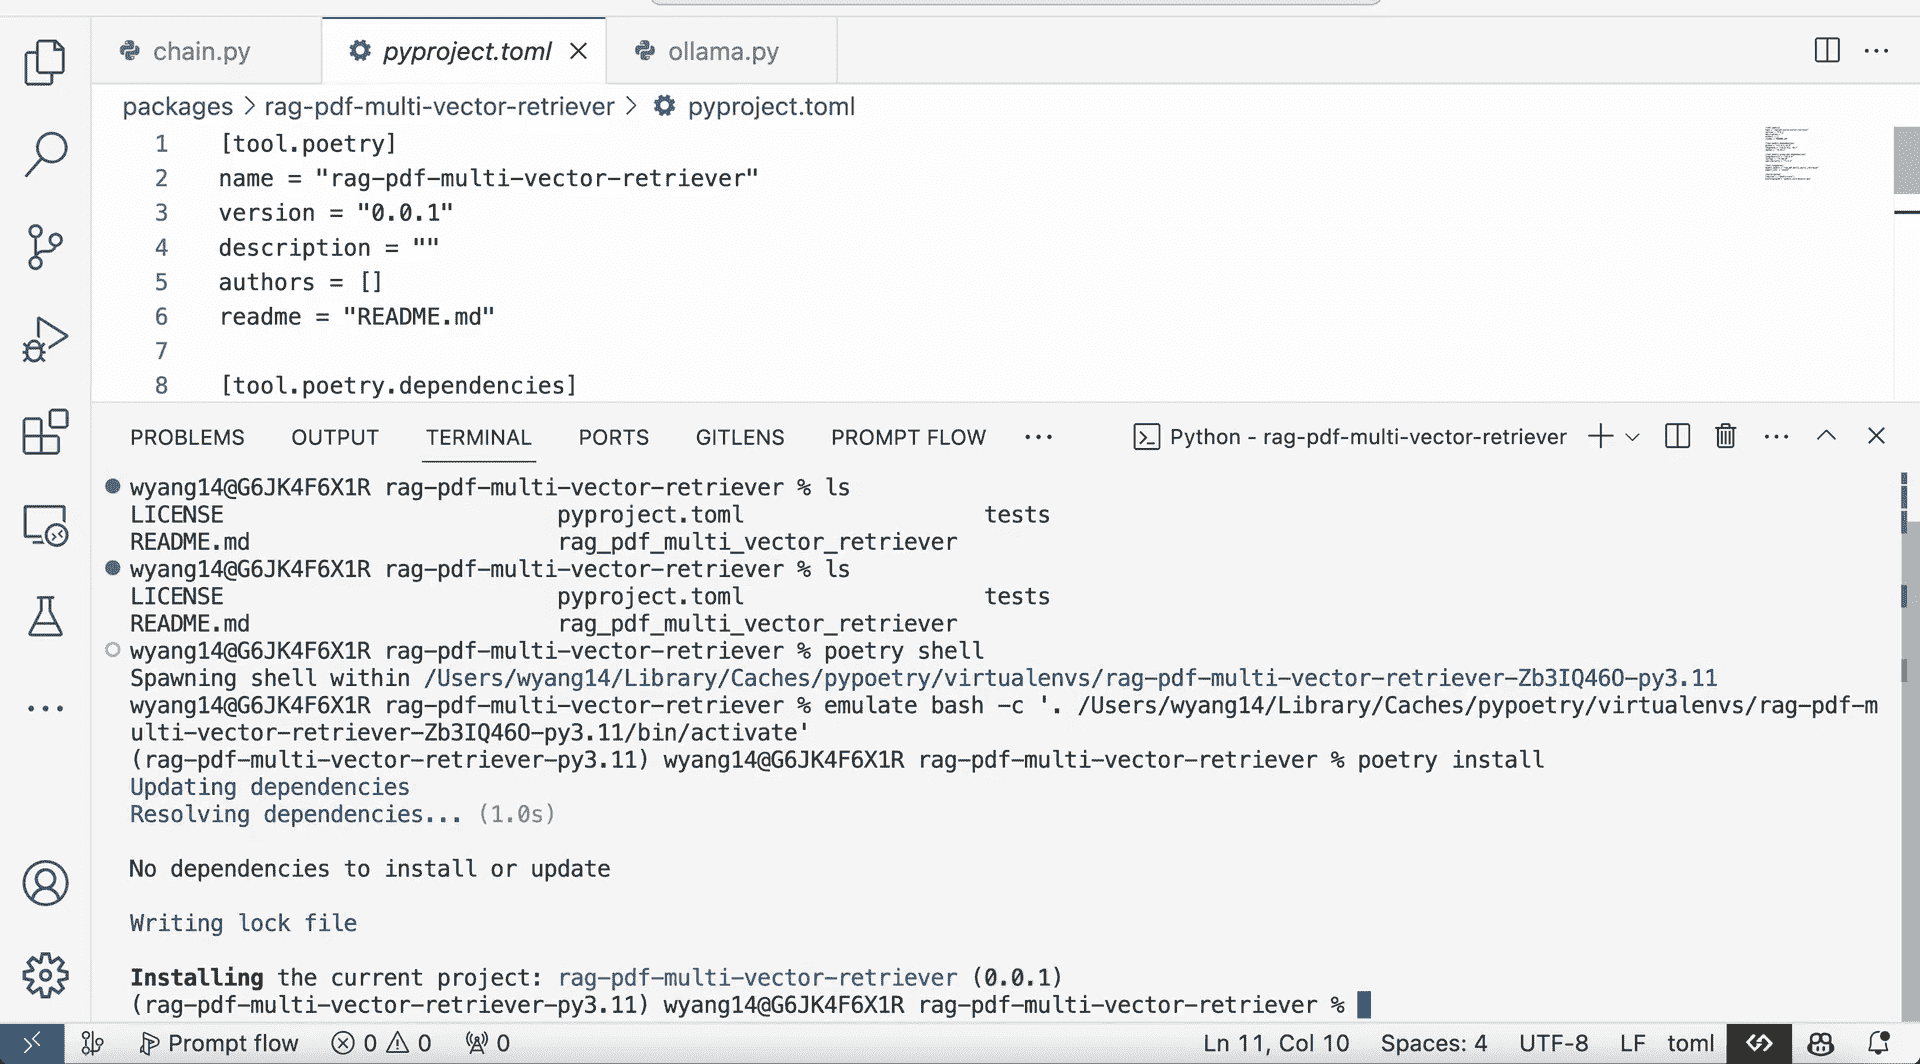 chain.py
pyproject.toml
ollama.py
packages > rag-pdf-multi-vector-retriever > pyproject.toml
1 [tool.poetry]
2 name = "rag-pdf-multi-vector-retriever"
3 version = "0.0.1"
4 description = ""
5 authors = []
6 readme = "README.md"
7
8 [tool.poetry.dependencies]
PROBLEMS OUTPUT TERMINAL PORTS GITLENS PROMPT FLOW ... Python - rag-pdf-multi-vector-retriever
wyang14@G6JK4F6X1R rag-pdf-multi-vector-retriever % ls
LICENSE pyproject.toml tests
README.md rag_pdf_multi_vector_retriever
wyang14@G6JK4F6X1R rag-pdf-multi-vector-retriever % ls
LICENSE pyproject.toml tests
README.md rag_pdf_multi_vector_retriever
wyang14@G6JK4F6X1R rag-pdf-multi-vector-retriever % poetry shell
Spawning shell within /Users/wyang14/Library/Caches/pypoetry/virtualenvs/rag-pdf-multi-vector-retriever-Zb3IQ46O-py3.11
wyang14@G6JK4F6X1R rag-pdf-multi-vector-retriever % emulate bash -c '. /Users/wyang14/Library/Caches/pypoetry/virtualenvs/rag-pdf-m
ulti-vector-retriever-Zb3IQ46O-py3.11/bin/activate'
(rag-pdf-multi-vector-retriever-py3.11) wyang14@G6JK4F6X1R rag-pdf-multi-vector-retriever % poetry install
Updating dependencies
Resolving dependencies... (1.0s)
No dependencies to install or update
Writing lock file
Installing the current project: rag-pdf-multi-vector-retriever (0.0.1)
(rag-pdf-multi-vector-retriever-py3.11) wyang14@G6JK4F6X1R rag-pdf-multi-vector-retriever %
Prompt flow 0 0 0 Ln 11, Col 10 Spaces: 4 UTF-8 LF toml